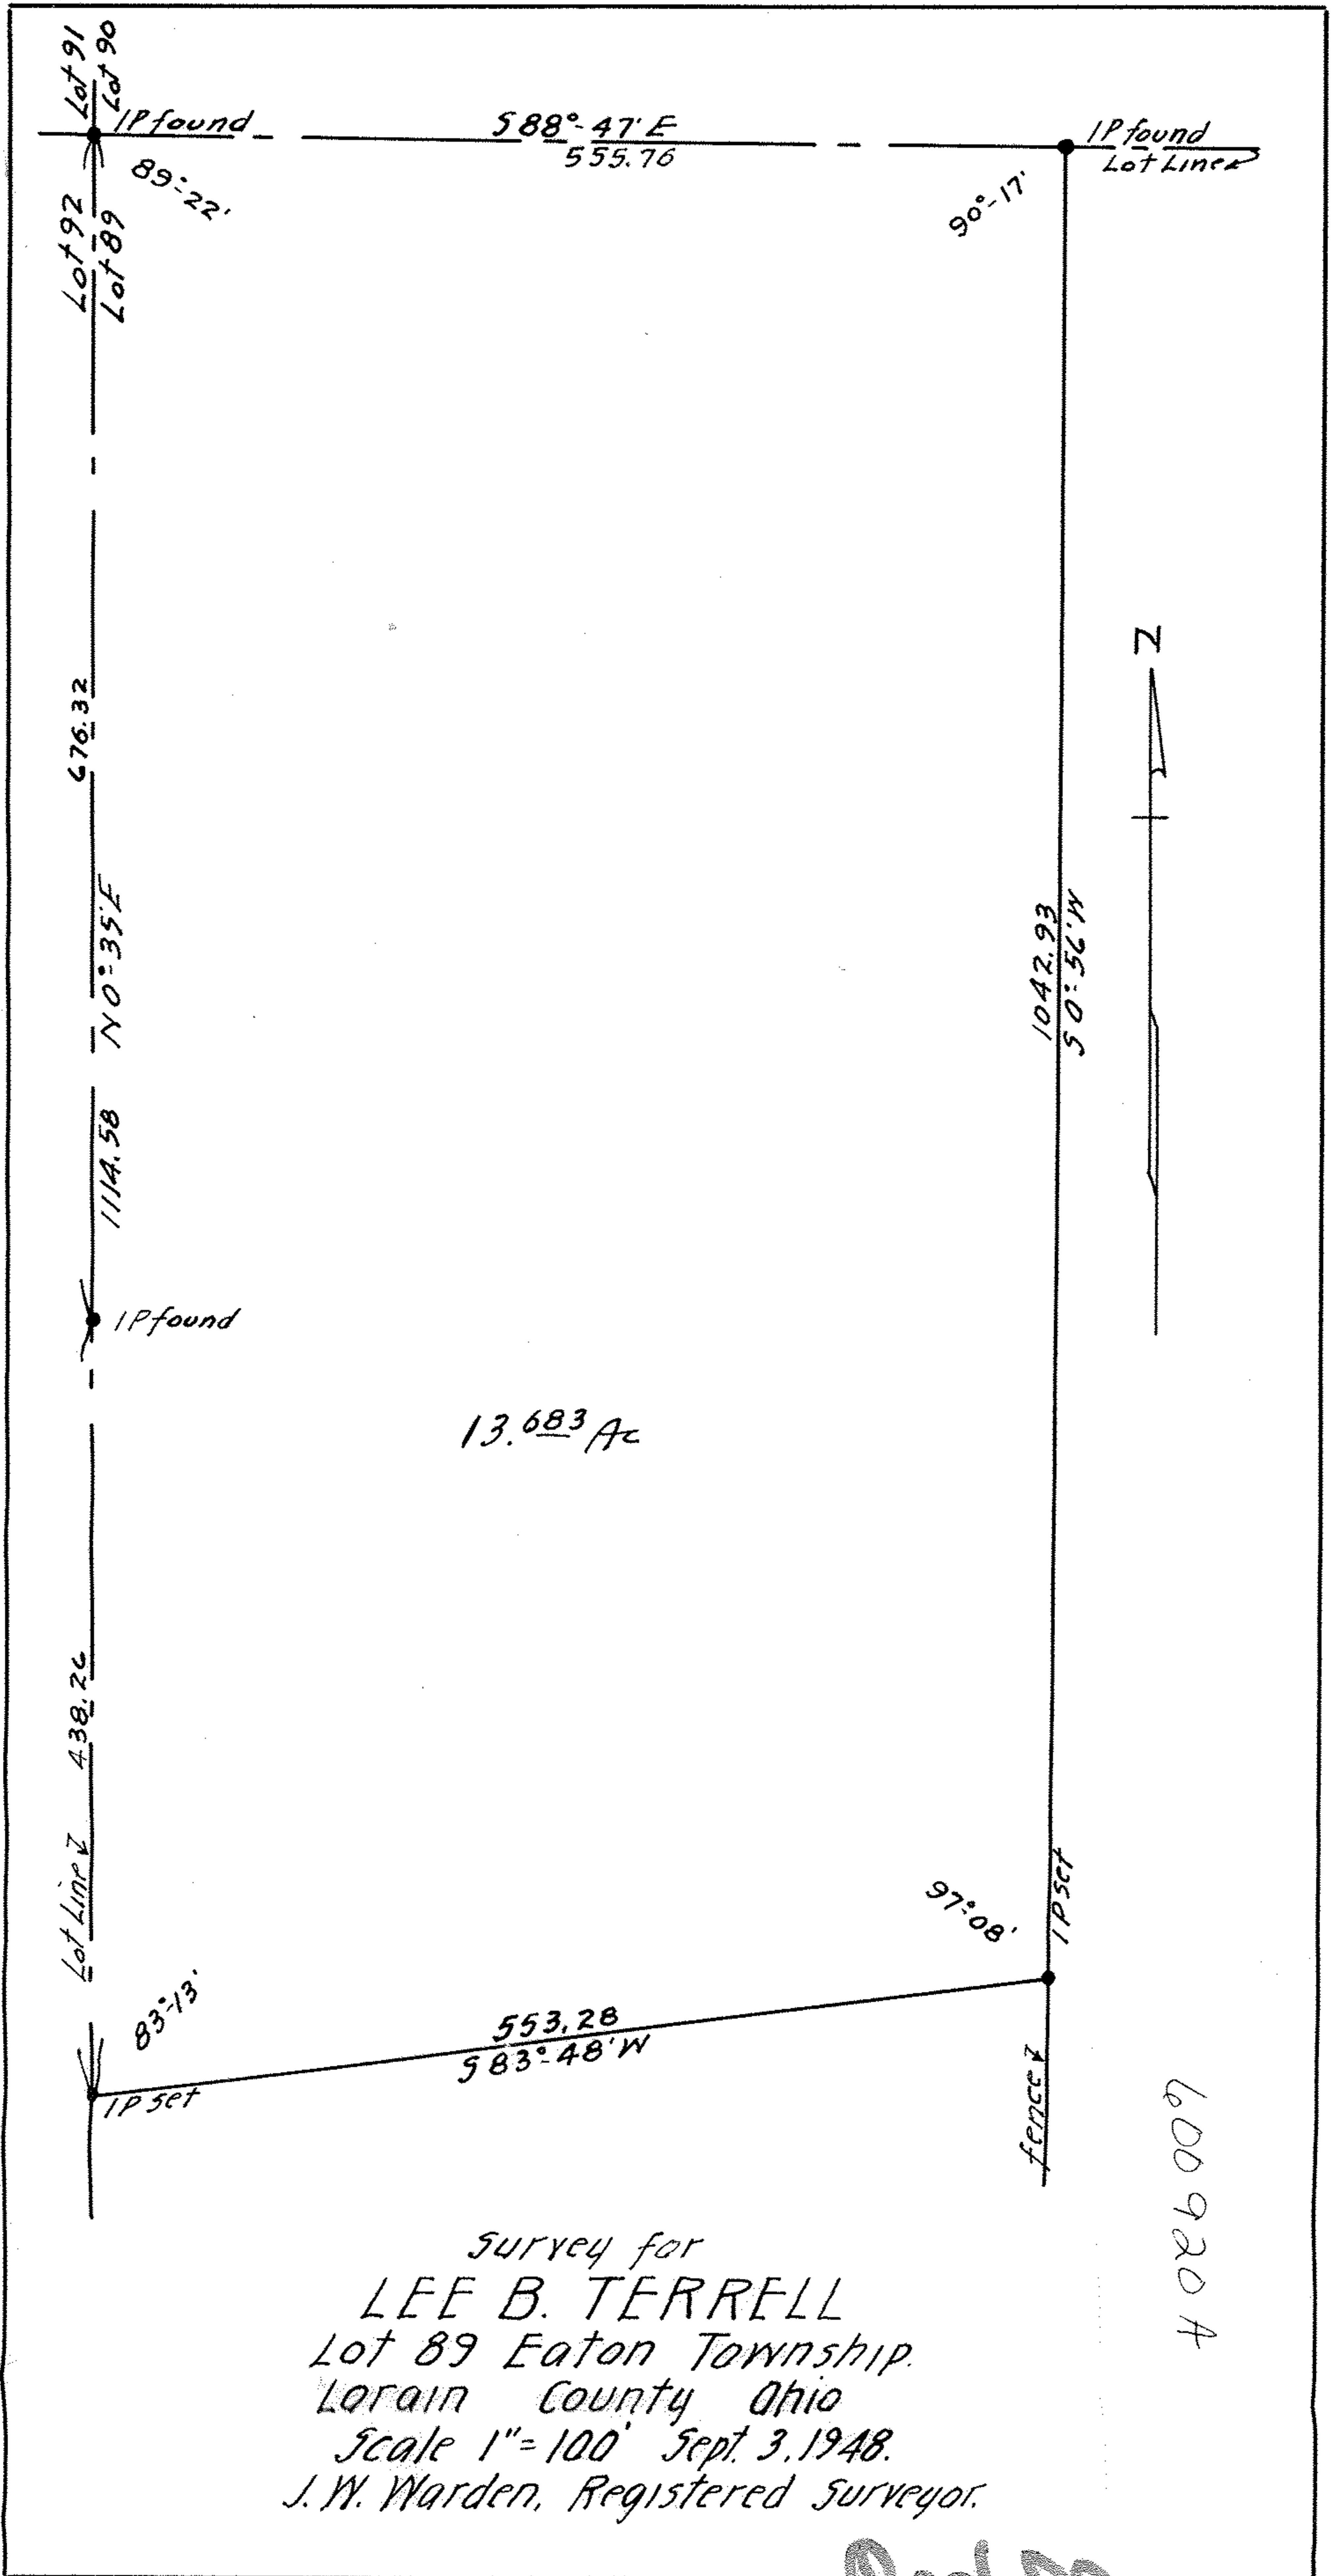 Lot 91
Lot 90
IP found
S 88°-47' E
555.76
IP found
Lot Line
89°-22'
90°-17'
Lot 92
Lot 89
N
676.32
N 0°-35' E
1114.58
1042.93
S 0°-56' W
IP found
13.683 Ac
438.26
Lot Line
97°-08'
IP set
83°-13'
553.28
S 83°-48' W
IP set
fence
600920A
Survey for
LEE B. TERRELL
Lot 89 Eaton Township.
Lorain County Ohio
Scale 1"=100' Sept. 3, 1948.
J. W. Warden, Registered Surveyor.